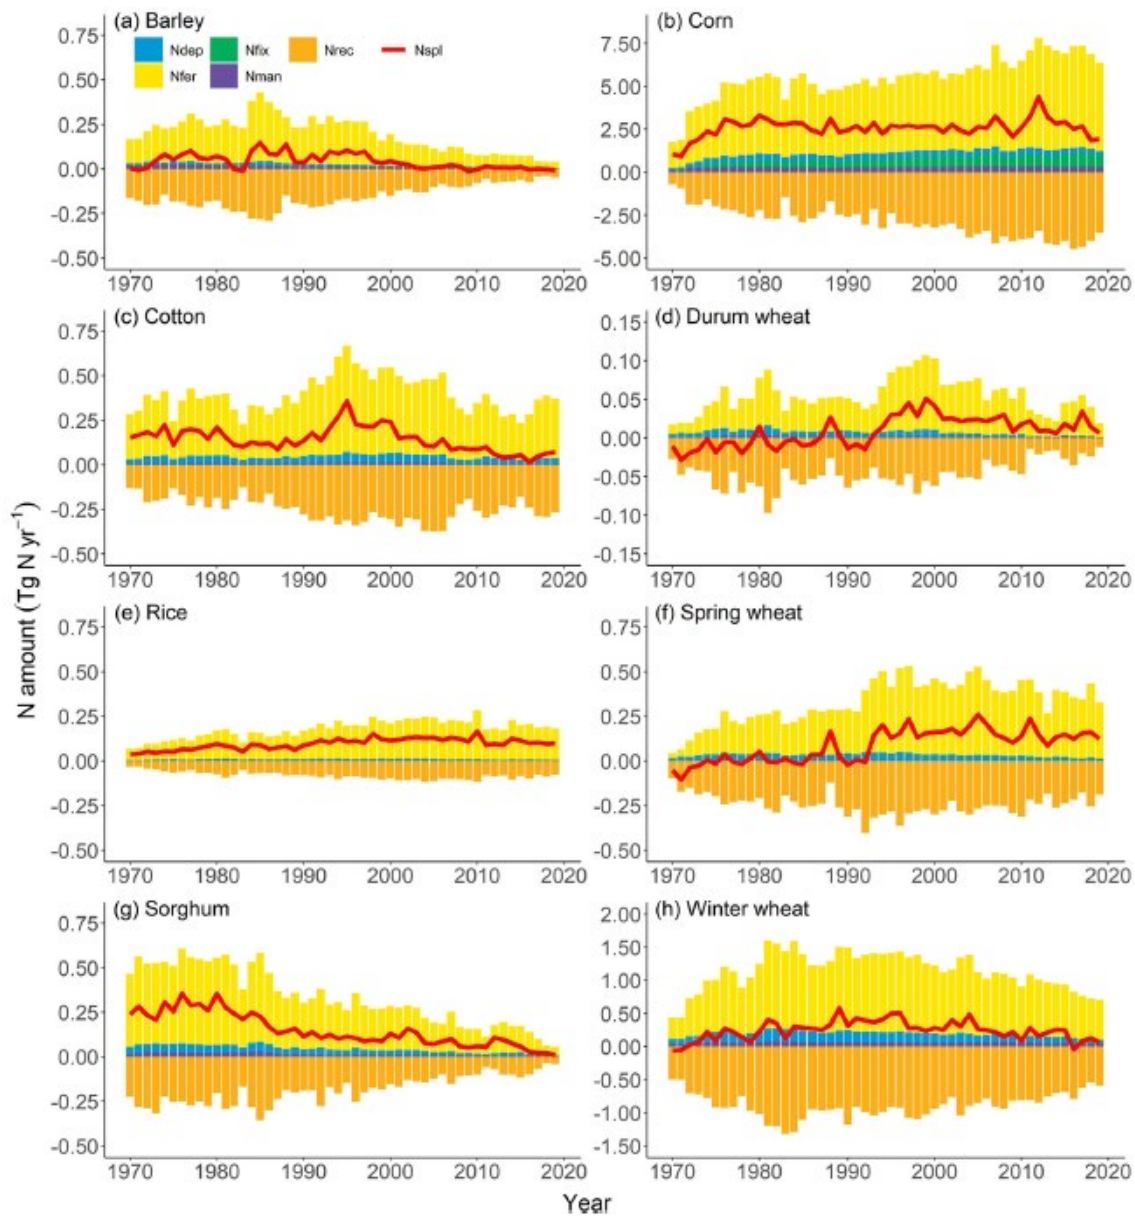 (a) Barley
Ndep Nfix Nrec Nspl
Nfer Nman
0.75
0.50
0.25
0.00
-0.25
-0.50
1970 1980 1990 2000 2010 2020
(b) Corn
7.50
5.00
2.50
0.00
-2.50
-5.00
1970 1980 1990 2000 2010 2020
(c) Cotton
0.75
0.50
0.25
0.00
-0.25
-0.50
1970 1980 1990 2000 2010 2020
(d) Durum wheat
0.15
0.10
0.05
0.00
-0.05
-0.10
-0.15
1970 1980 1990 2000 2010 2020
(e) Rice
0.75
0.50
0.25
0.00
-0.25
-0.50
1970 1980 1990 2000 2010 2020
(f) Spring wheat
0.75
0.50
0.25
0.00
-0.25
-0.50
1970 1980 1990 2000 2010 2020
(g) Sorghum
0.75
0.50
0.25
0.00
-0.25
-0.50
1970 1980 1990 2000 2010 2020
(h) Winter wheat
2.00
1.50
1.00
0.50
0.00
-0.50
-1.00
-1.50
1970 1980 1990 2000 2010 2020
N amount (Tg N yr⁻¹)
Year